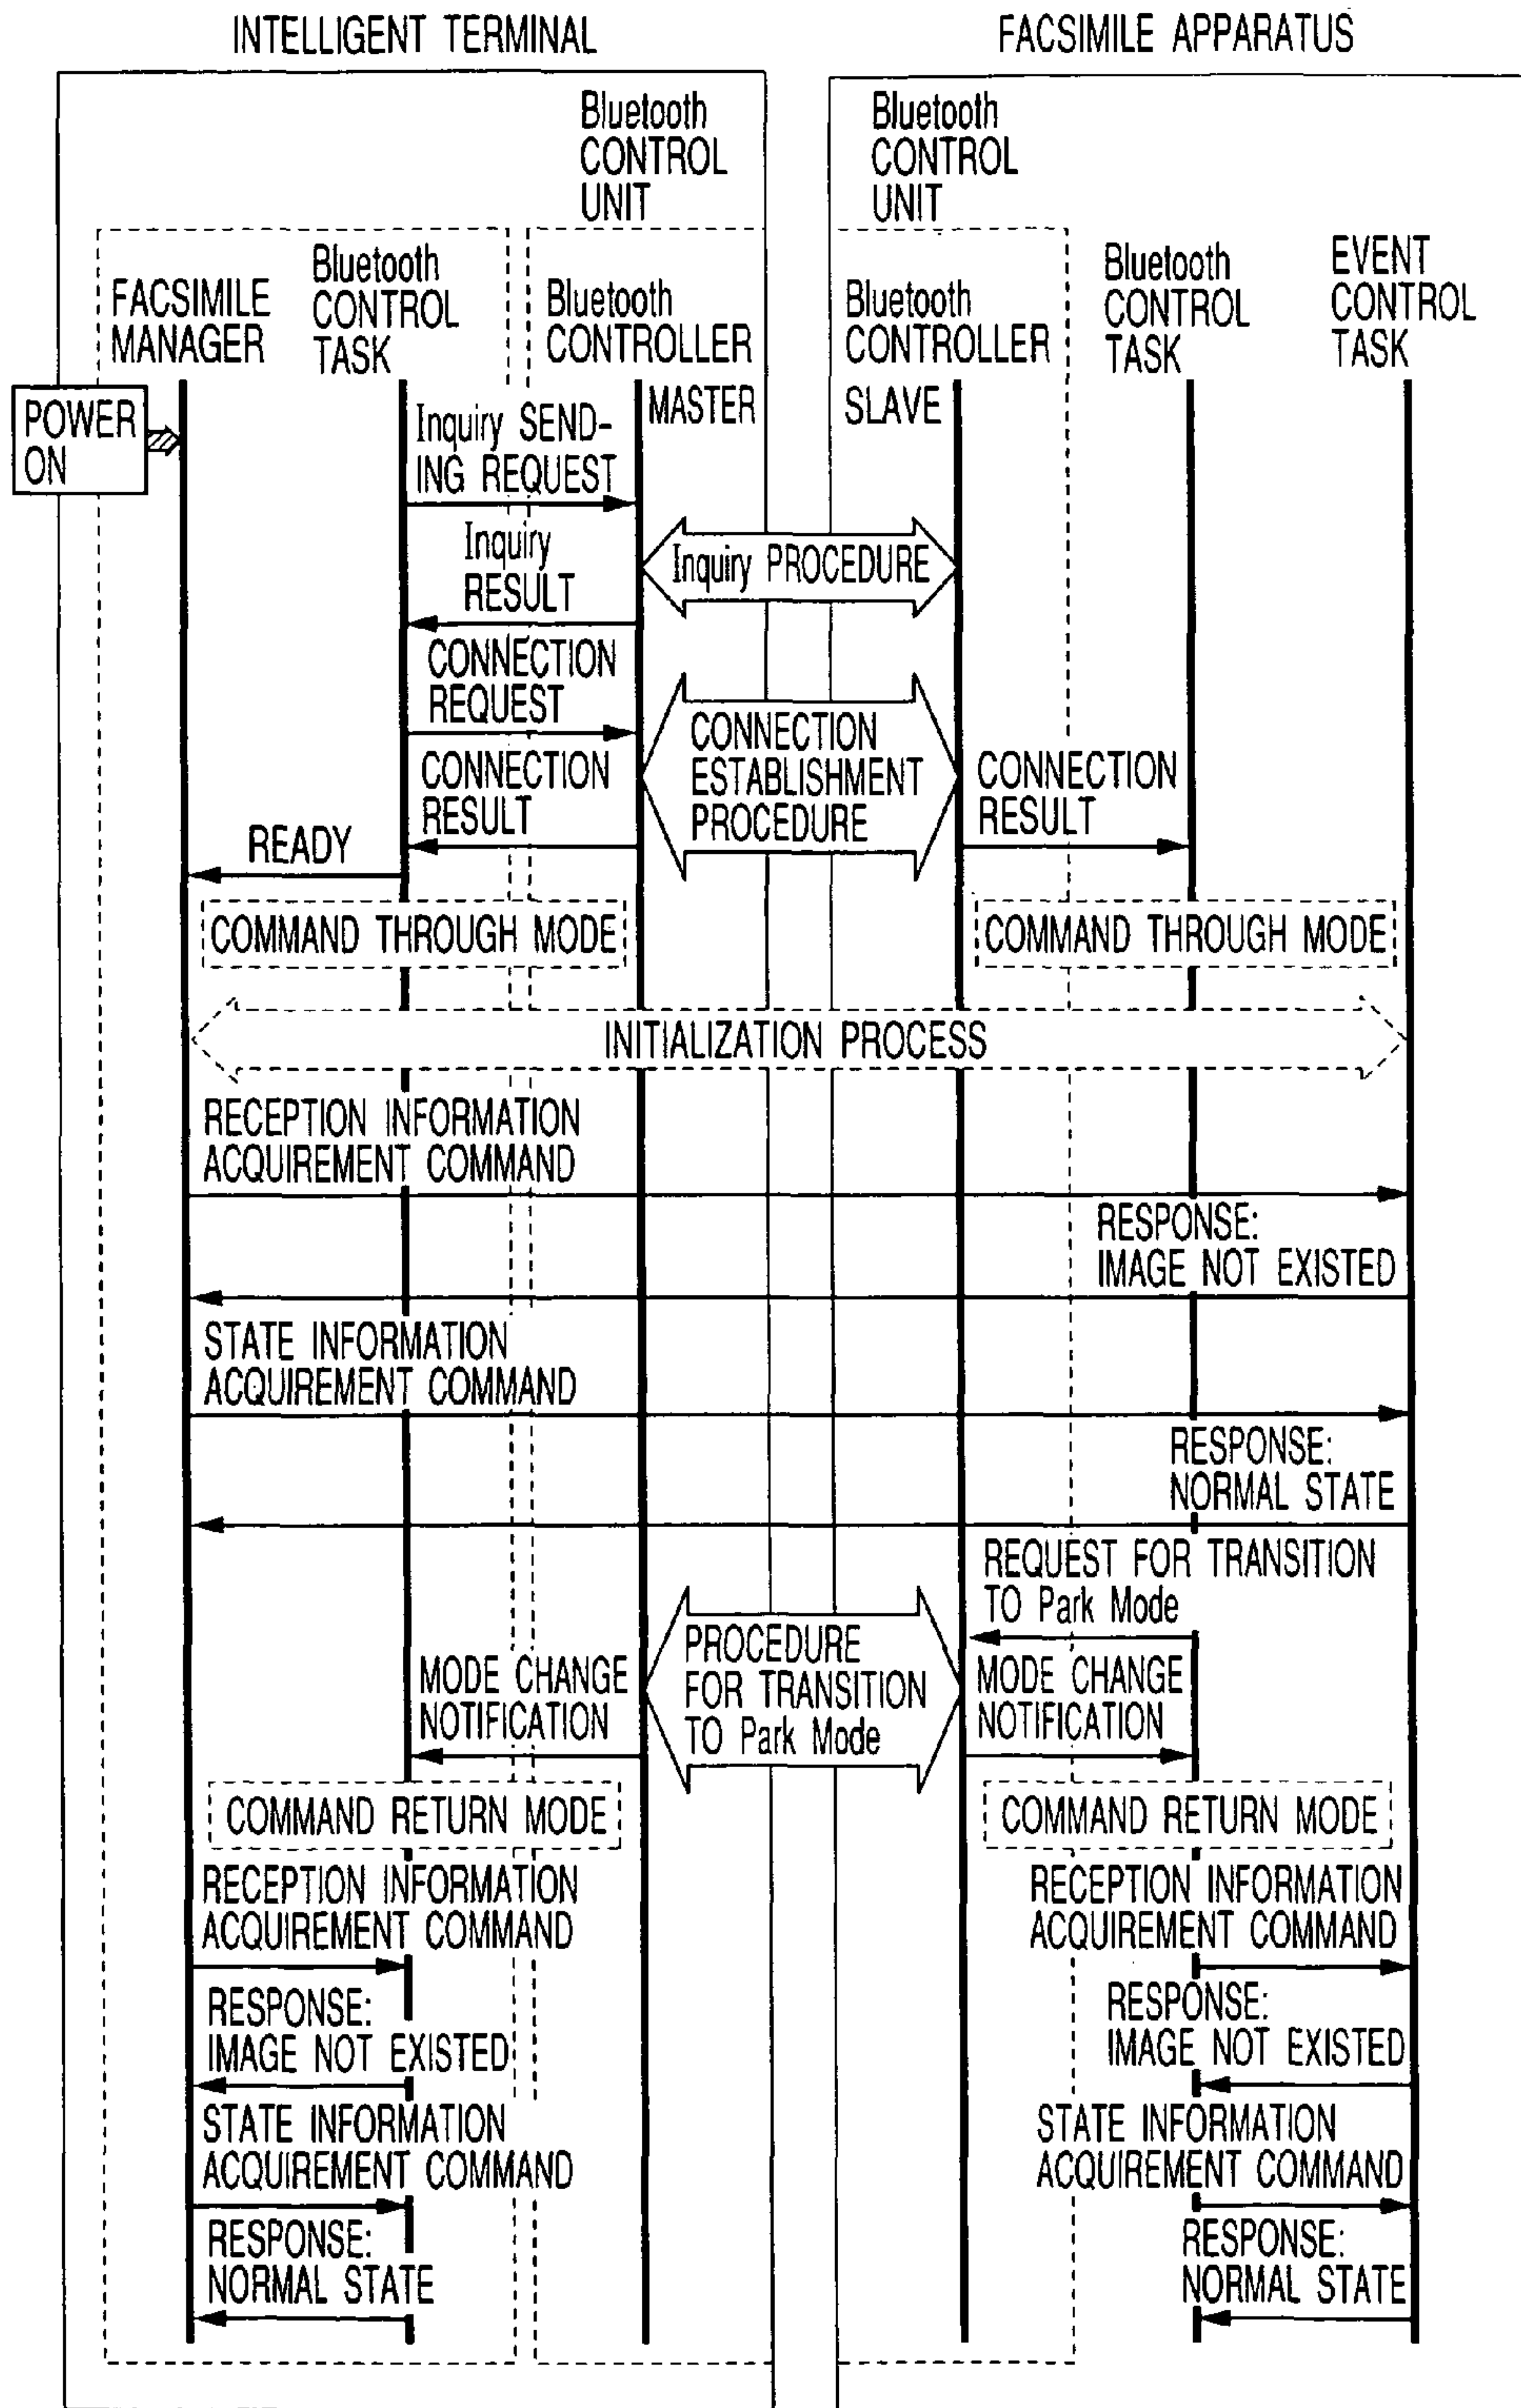 INTELLIGENT TERMINAL
FACSIMILE APPARATUS
Bluetooth
CONTROL
UNIT
Bluetooth
CONTROL
UNIT
FACSIMILE
MANAGER
Bluetooth
CONTROL
TASK
Bluetooth
CONTROLLER
MASTER
Bluetooth
CONTROLLER
SLAVE
Bluetooth
CONTROL
TASK
EVENT
CONTROL
TASK
POWER
ON
Inquiry SEND-
ING REQUEST
Inquiry PROCEDURE
Inquiry
RESULT
CONNECTION
REQUEST
CONNECTION
ESTABLISHMENT
PROCEDURE
CONNECTION
RESULT
CONNECTION
RESULT
READY
COMMAND THROUGH MODE
COMMAND THROUGH MODE
INITIALIZATION PROCESS
RECEPTION INFORMATION
ACQUIREMENT COMMAND
RESPONSE:
IMAGE NOT EXISTED
STATE INFORMATION
ACQUIREMENT COMMAND
RESPONSE:
NORMAL STATE
REQUEST FOR TRANSITION
TO Park Mode
PROCEDURE
FOR TRANSITION
TO Park Mode
MODE CHANGE
NOTIFICATION
MODE CHANGE
NOTIFICATION
COMMAND RETURN MODE
COMMAND RETURN MODE
RECEPTION INFORMATION
ACQUIREMENT COMMAND
RECEPTION INFORMATION
ACQUIREMENT COMMAND
RESPONSE:
IMAGE NOT EXISTED
RESPONSE:
IMAGE NOT EXISTED
STATE INFORMATION
ACQUIREMENT COMMAND
STATE INFORMATION
ACQUIREMENT COMMAND
RESPONSE:
NORMAL STATE
RESPONSE:
NORMAL STATE